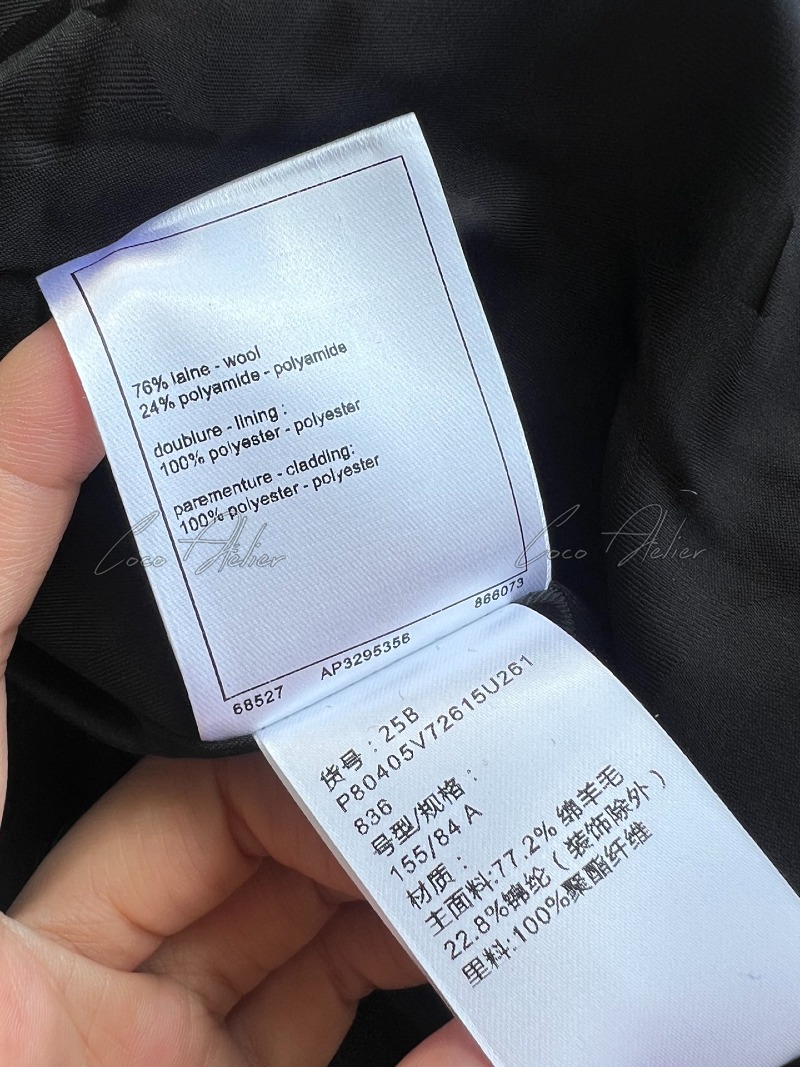 76% laine - wool
24% polyamide - polyamide
doublure - lining :
100% polyester - polyester
parementure - cladding:
100% polyester - polyester
Coco Atelier
Coco Atelier
68527 AP3295356 866073
货号：25B
P80405V72615U261
836
号型/规格：
155/84 A
材质：
主面料:77.2% 绵羊毛
22.8%锦纶（装饰除外）
里料:100%聚酯纤维